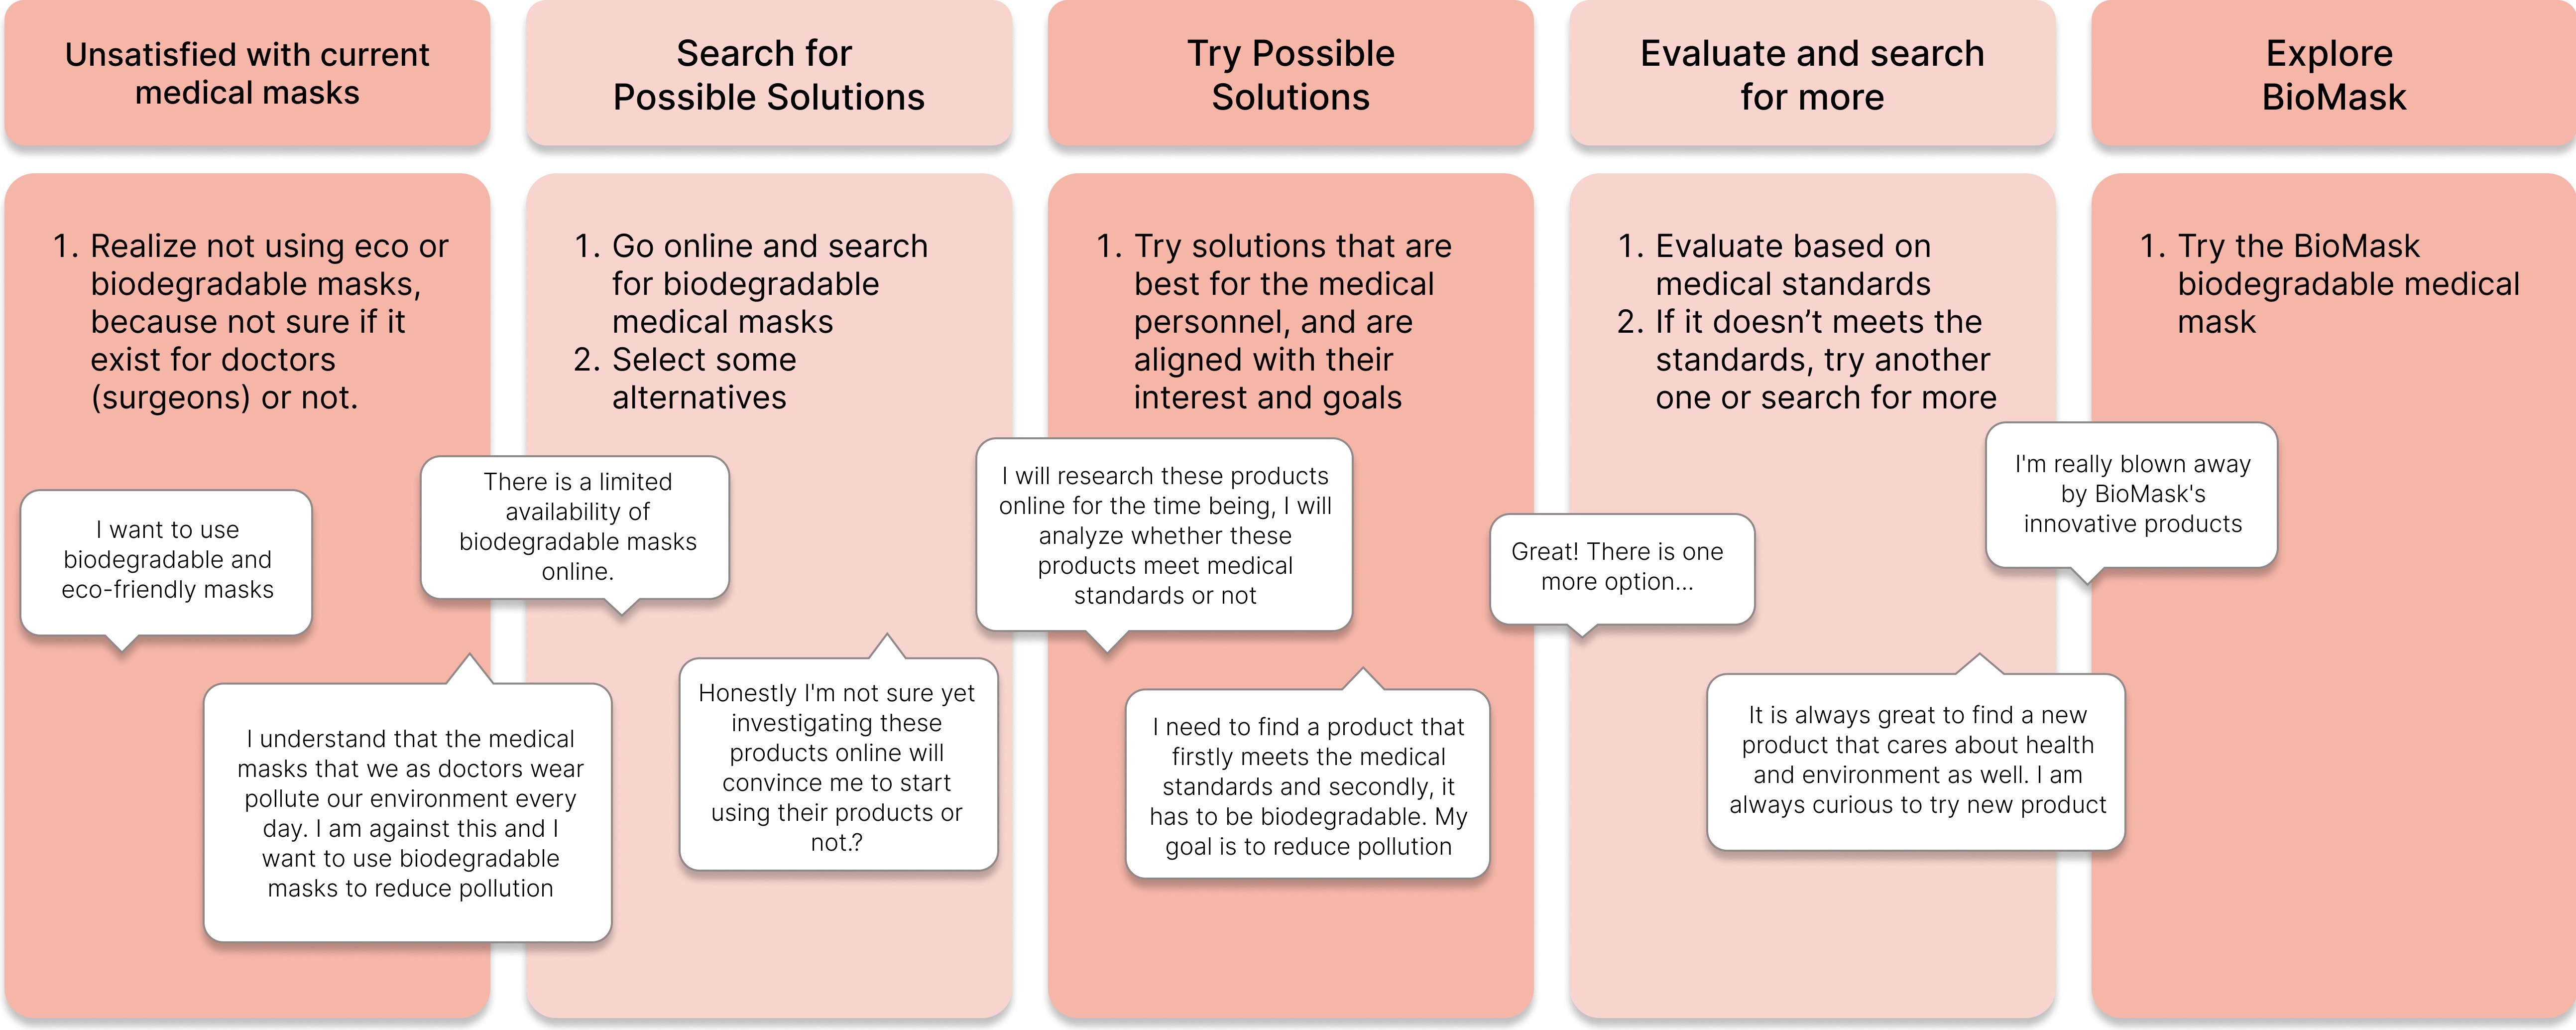 Unsatisfied with current
medical masks
Search for
Possible Solutions
Try Possible
Solutions
Evaluate and search
for more
Explore
BioMask
1. Realize not using eco or
biodegradable masks,
because not sure if it
exist for doctors
(surgeons) or not.
1. Go online and search
for biodegradable
medical masks
2. Select some
alternatives
1. Try solutions that are
best for the medical
personnel, and are
aligned with their
interest and goals
1. Evaluate based on
medical standards
2. If it doesn’t meets the
standards, try another
one or search for more
1. Try the BioMask
biodegradable medical
mask
I want to use
biodegradable and
eco-friendly masks
I understand that the medical
masks that we as doctors wear
pollute our environment every
day. I am against this and I
want to use biodegradable
masks to reduce pollution
There is a limited
availability of
biodegradable masks
online.
Honestly I'm not sure yet
investigating these
products online will
convince me to start
using their products or
not.?
I will research these products
online for the time being, I will
analyze whether these
products meet medical
standards or not
I need to find a product that
firstly meets the medical
standards and secondly, it
has to be biodegradable. My
goal is to reduce pollution
Great! There is one
more option...
It is always great to find a new
product that cares about health
and environment as well. I am
always curious to try new product
I'm really blown away
by BioMask's
innovative products